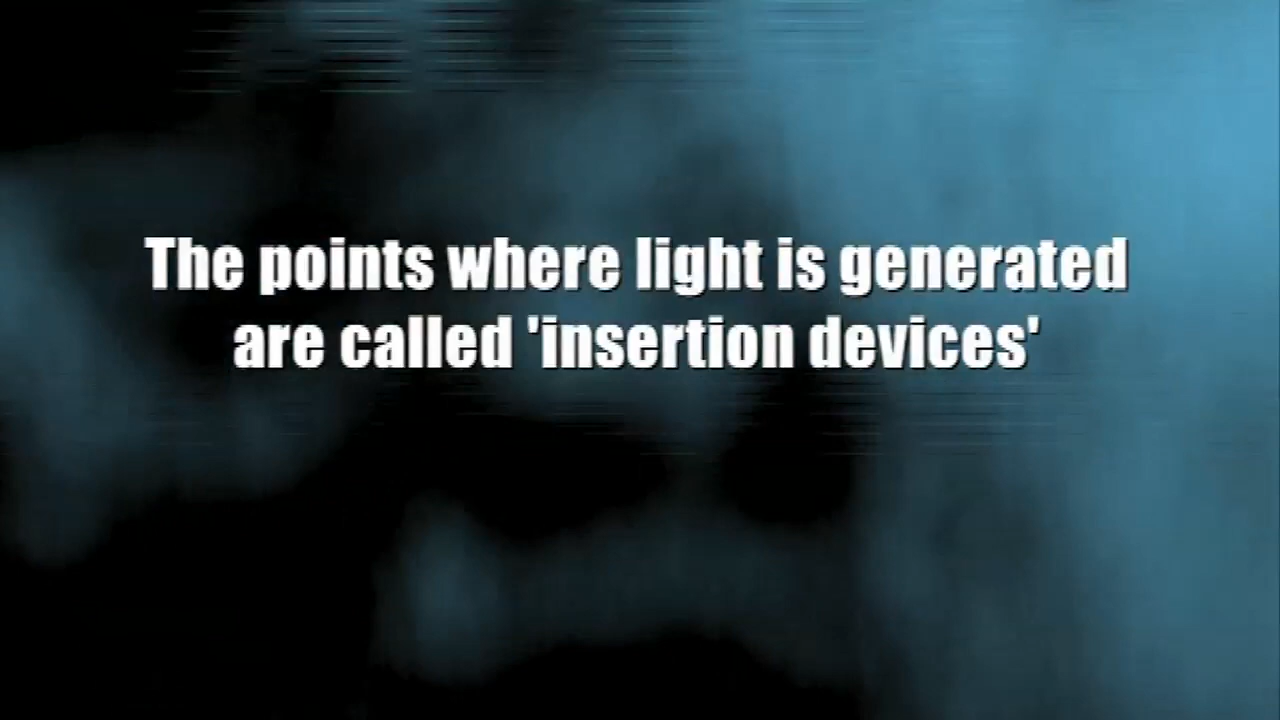 The points where light is generated
are called 'insertion devices'